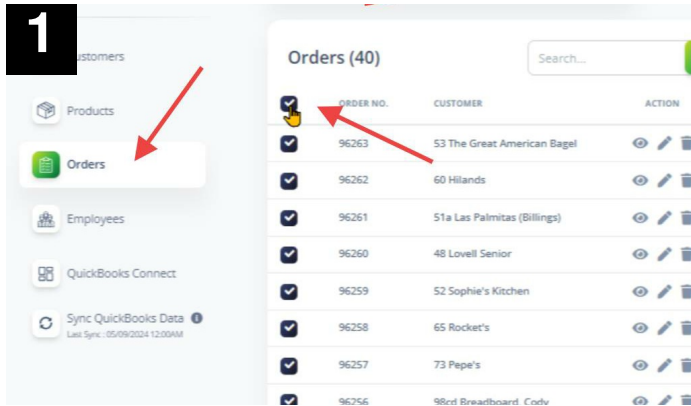 1
ustomers
Products
Orders
Employees
QuickBooks Connect
Sync QuickBooks Data
Last Sync : 05/09/2024 12:00AM
Orders (40)
Search...
ORDER NO. CUSTOMER ACTION
96263 53 The Great American Bagel
96262 60 Hilands
96261 51a Las Palmitas (Billings)
96260 48 Lovell Senior
96259 52 Sophie's Kitchen
96258 65 Rocket's
96257 73 Pepe's
96256 98cd Breadboard, Cody